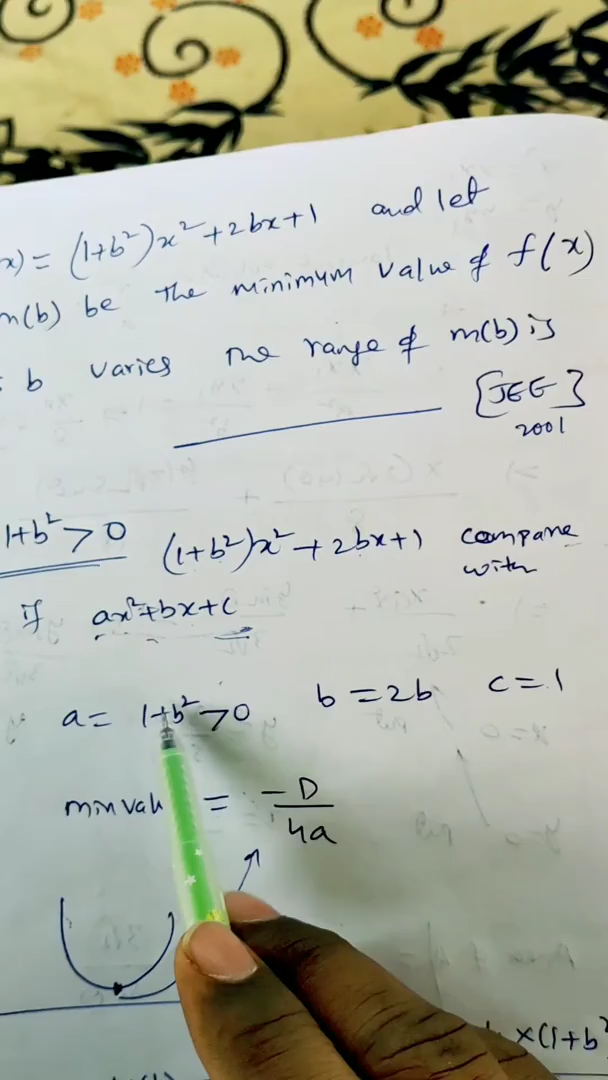 x) = (1+b²)x² + 2bx+1 and let
m(b) be the minimum value of f(x)
b varies the range of m(b) is
[JEE]
2001
1+b² > 0 (1+b²)x² + 2bx+1 compare
with
If ax²+bx+c
a = 1+b² > 0 b = 2b c = 1
min val = -D/4a
x(1+b²